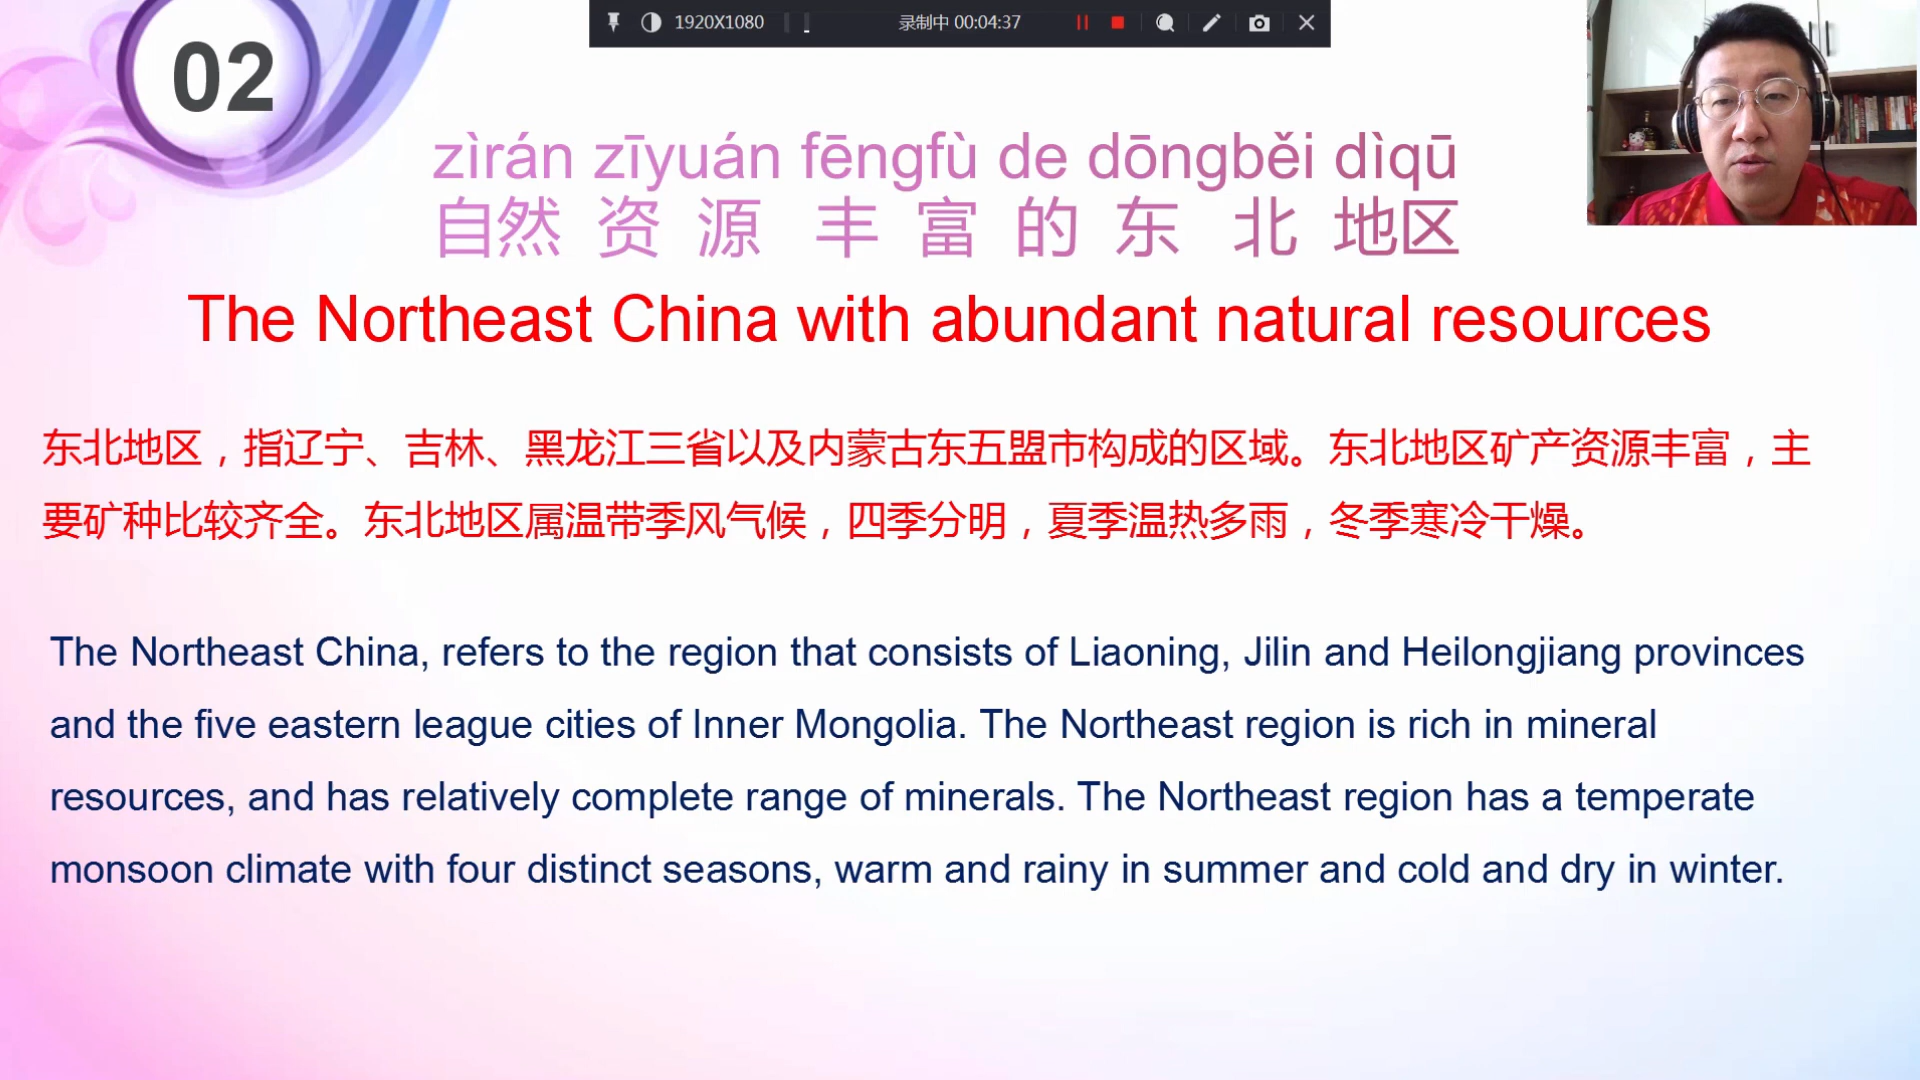 1920X1080 录制中 00:04:37
02
zìrán zīyuán fēngfù de dōngběi dìqū
自然 资 源 丰 富 的 东 北 地区
The Northeast China with abundant natural resources
东北地区，指辽宁、吉林、黑龙江三省以及内蒙古东五盟市构成的区域。东北地区矿产资源丰富，主
要矿种比较齐全。东北地区属温带季风气候，四季分明，夏季温热多雨，冬季寒冷干燥。
The Northeast China, refers to the region that consists of Liaoning, Jilin and Heilongjiang provinces
and the five eastern league cities of Inner Mongolia. The Northeast region is rich in mineral
resources, and has relatively complete range of minerals. The Northeast region has a temperate
monsoon climate with four distinct seasons, warm and rainy in summer and cold and dry in winter.